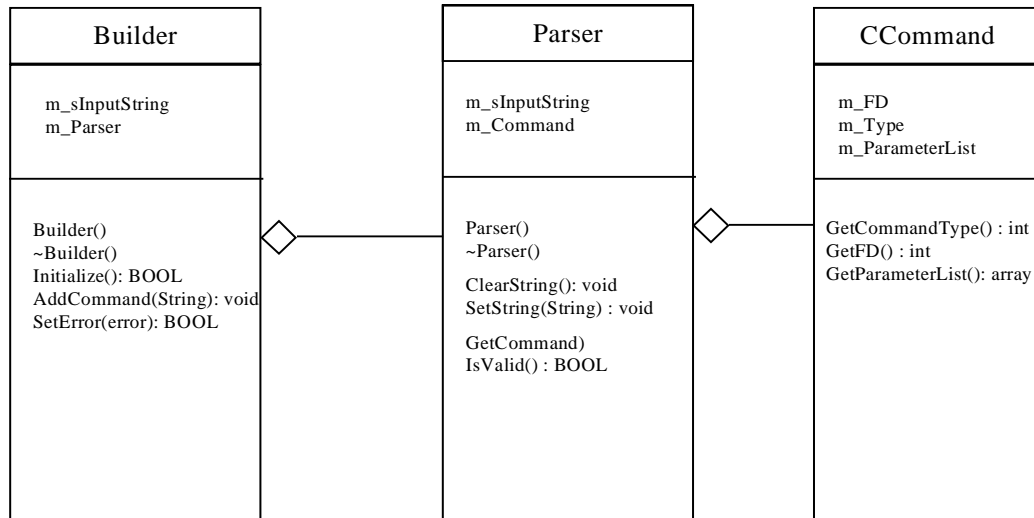 Builder
m_sInputString
m_Parser
Builder()
~Builder()
Initialize(): BOOL
AddCommand(String): void
SetError(error): BOOL
Parser
m_sInputString
m_Command
Parser()
~Parser()
ClearString(): void
SetString(String) : void
GetCommand)
IsValid() : BOOL
CCommand
m_FD
m_Type
m_ParameterList
GetCommandType() : int
GetFD() : int
GetParameterList(): array